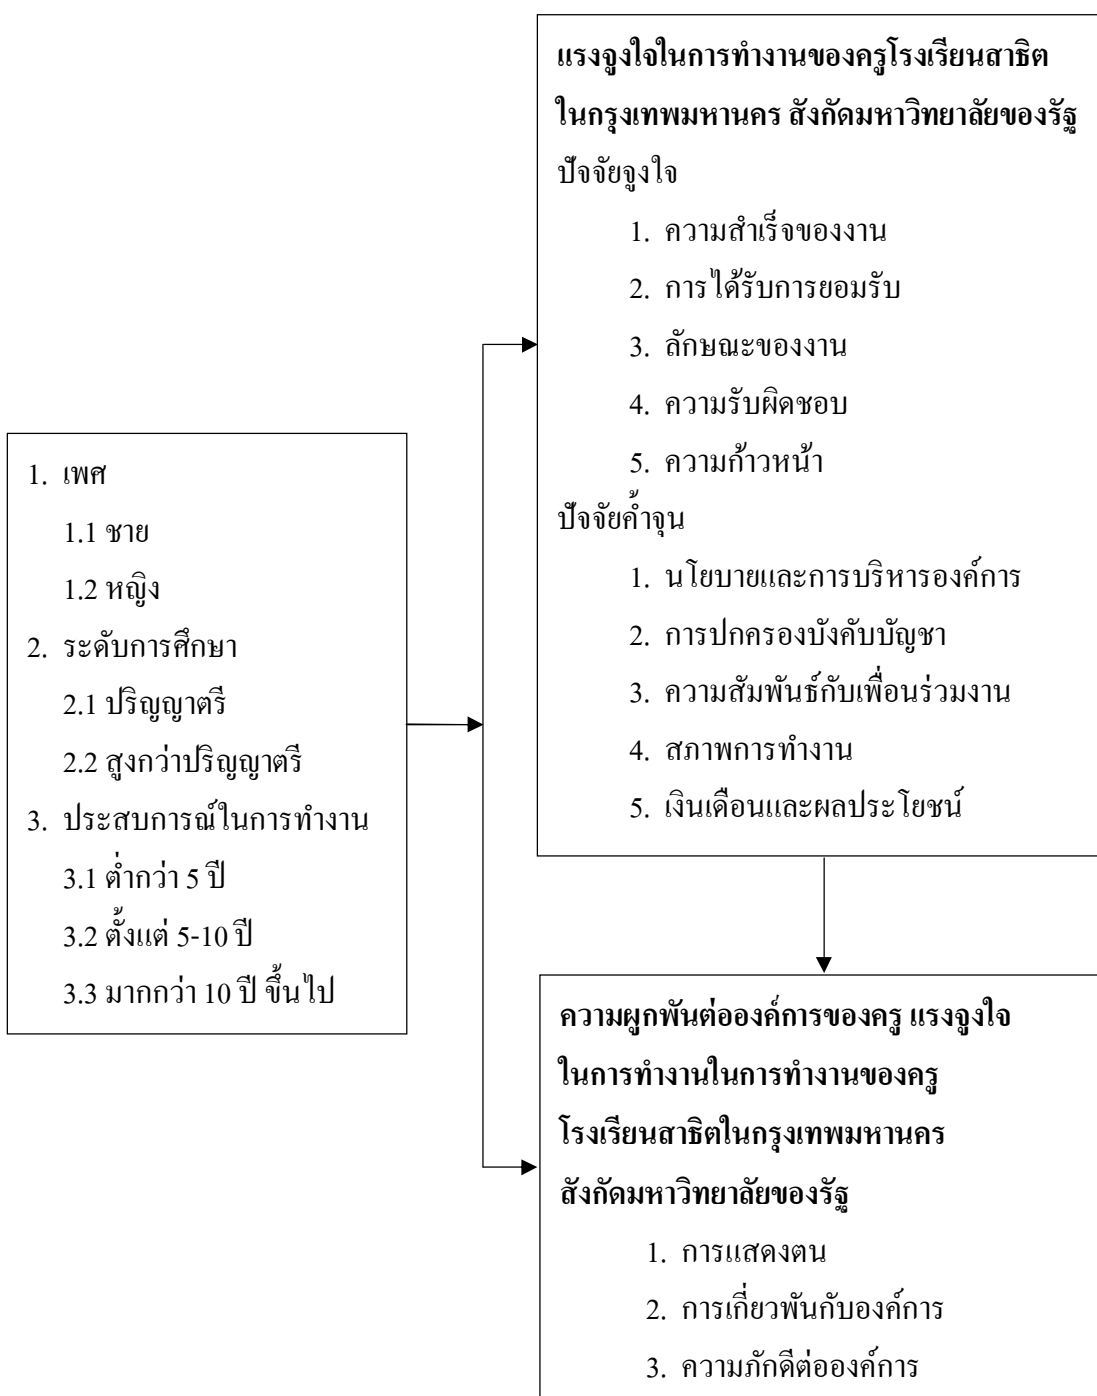 แรงจูงใจในการทำงานของครูโรงเรียนสาธิต
ในกรุงเทพมหานคร สังกัดมหาวิทยาลัยของรัฐ
ปัจจัยจูงใจ
1. ความสำเร็จของงาน
2. การได้รับการยอมรับ
3. ลักษณะของงาน
4. ความรับผิดชอบ
5. ความก้าวหน้า
ปัจจัยค้ำจุน
1. นโยบายและการบริหารองค์การ
2. การปกครองบังคับบัญชา
3. ความสัมพันธ์กับเพื่อนร่วมงาน
4. สภาพการทำงาน
5. เงินเดือนและผลประโยชน์
1. เพศ
1.1 ชาย
1.2 หญิง
2. ระดับการศึกษา
2.1 ปริญญาตรี
2.2 สูงกว่าปริญญาตรี
3. ประสบการณ์ในการทำงาน
3.1 ต่ำกว่า 5 ปี
3.2 ตั้งแต่ 5-10 ปี
3.3 มากกว่า 10 ปี ขึ้นไป
ความผูกพันต่อองค์การของครู แรงจูงใจ
ในการทำงานในการทำงานของครู
โรงเรียนสาธิตในกรุงเทพมหานคร
สังกัดมหาวิทยาลัยของรัฐ
1. การแสดงตน
2. การเกี่ยวพันกับองค์การ
3. ความภักดีต่อองค์การ